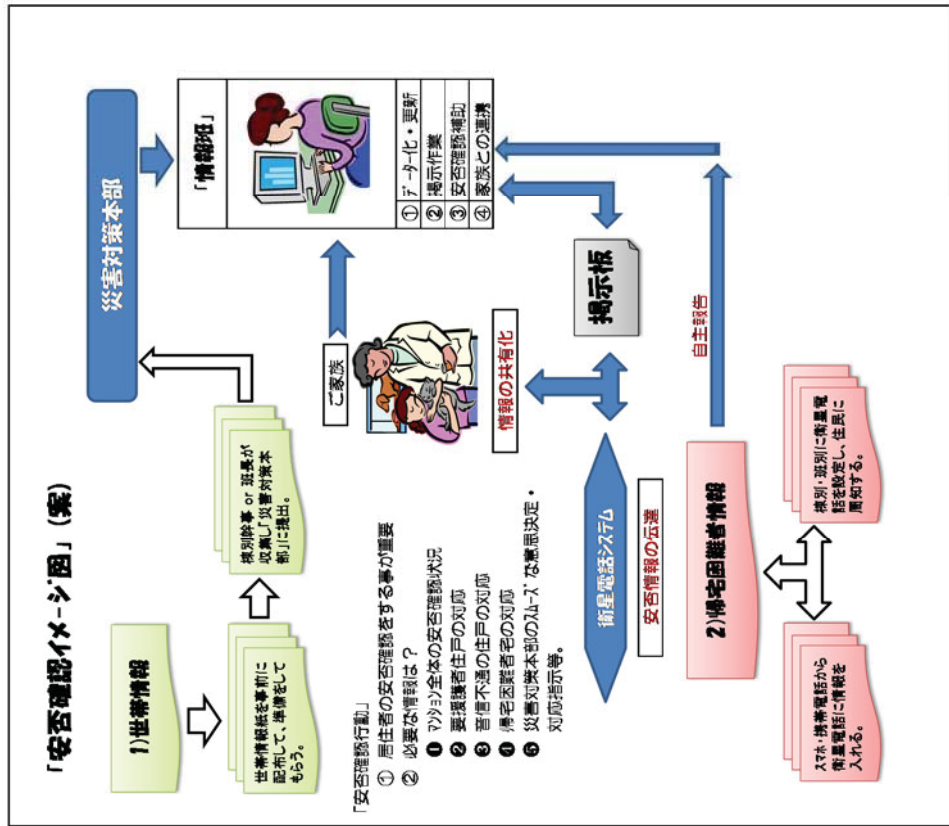 「安否確認イメ-ジ図」(案)
1)世帯情報
世帯情報紙を事前に
配布して、準備をして
もらう。
棟別幹事 or 班長が
収集し「災害対策本
部」に提出。
災害対策本部
「情報班」
① データー化・更新
② 掲示作業
③ 安否確認補助
④ 家族との連携
ご家族
情報の共有化
掲示板
「安否確認行動」
① 居住者の安否確認をする事が重要
② 必要な情報は?
❶ マンション全体の安否確認状況
❷ 要援護者住戸の対応
❸ 音信不通の住戸の対応
❹ 帰宅困難者宅の対応
❺ 災害対策本部のスムーズな意思決定・
対応指示等。
衛星電話システム
安否情報の伝達
自主報告
2)帰宅困難者情報
スマホ・携帯電話から
衛星電話に情報を
入れる。
棟別・班別に衛星電
話を設定し、住民に
周知する。